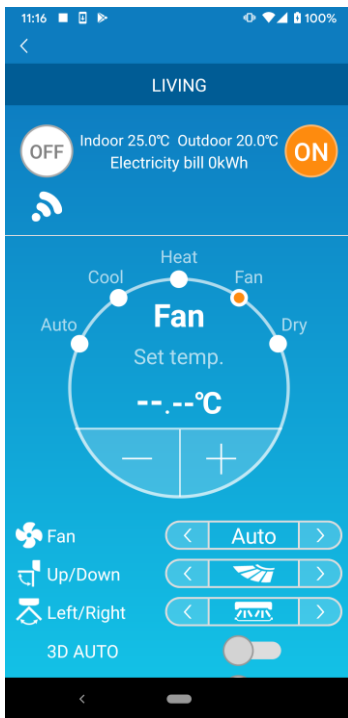 11:16 100%
LIVING
OFF
Indoor 25.0℃ Outdoor 20.0℃
Electricity bill 0kWh
ON
Heat
Cool Fan
Auto Fan Dry
Set temp.
--.--℃
Fan Auto
Up/Down
Left/Right
3D AUTO